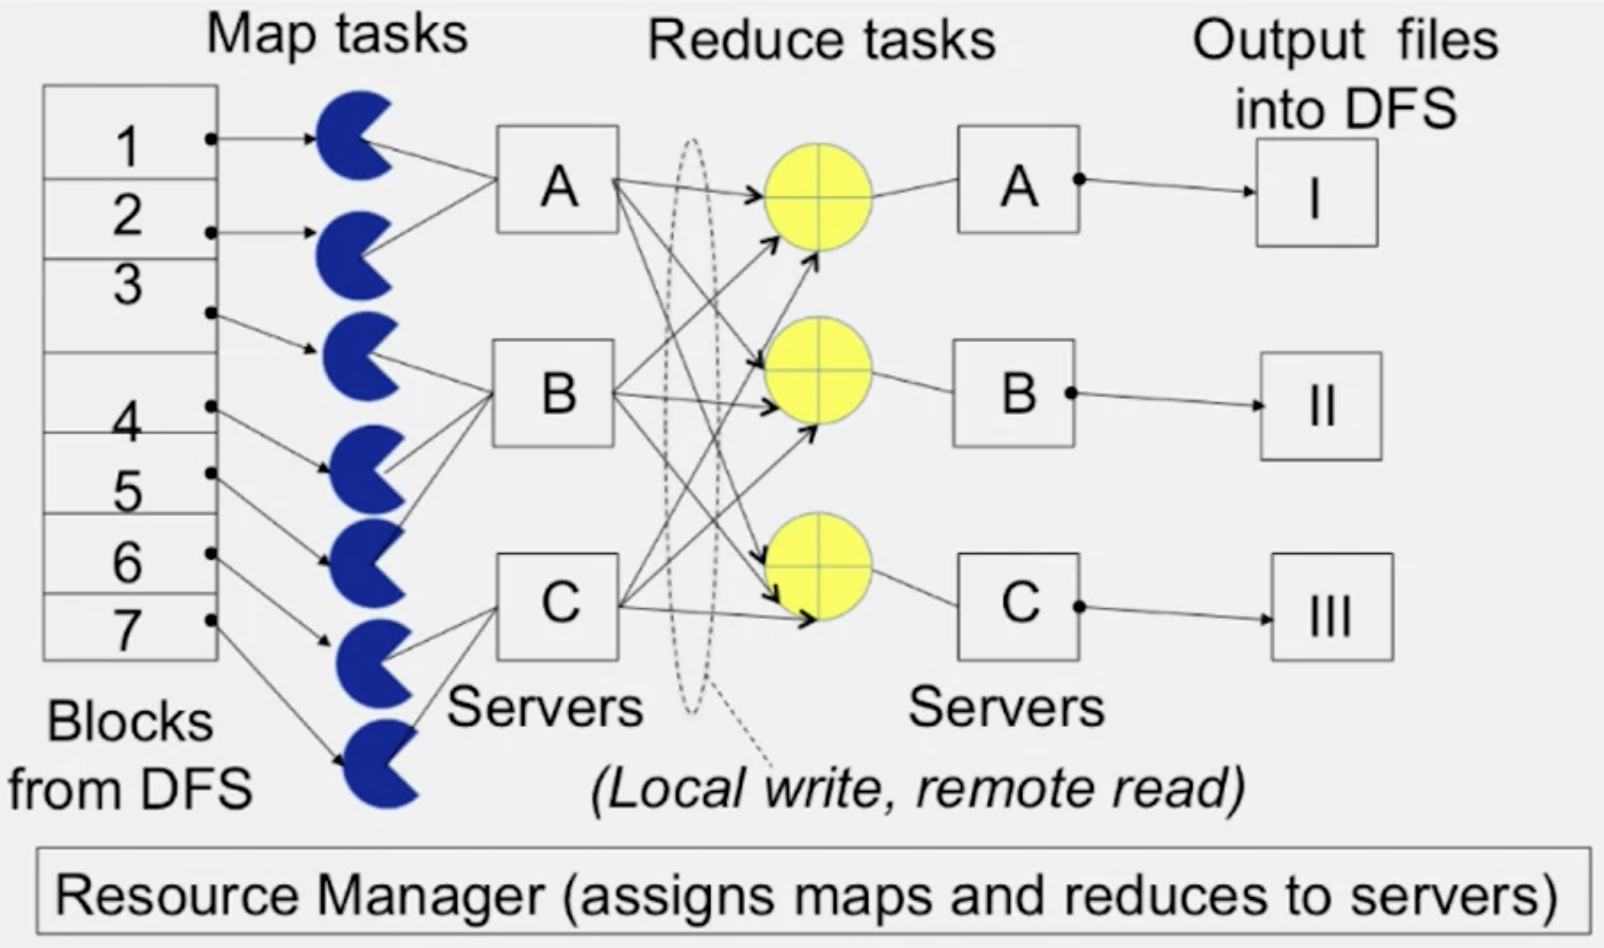 Map tasks
Reduce tasks
Output files
into DFS
1
2
3
4
5
6
7
A
B
C
A
B
C
I
II
III
Blocks
from DFS
Servers
Servers
(Local write, remote read)
Resource Manager (assigns maps and reduces to servers)